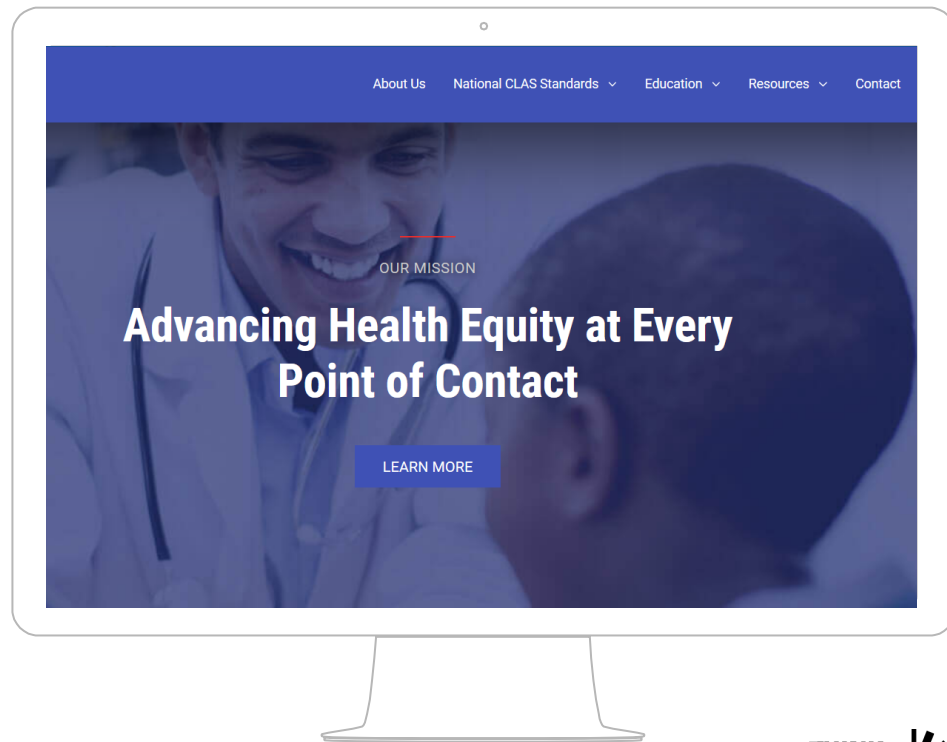 About Us National CLAS Standards Education Resources Contact
OUR MISSION
Advancing Health Equity at Every
Point of Contact
LEARN MORE